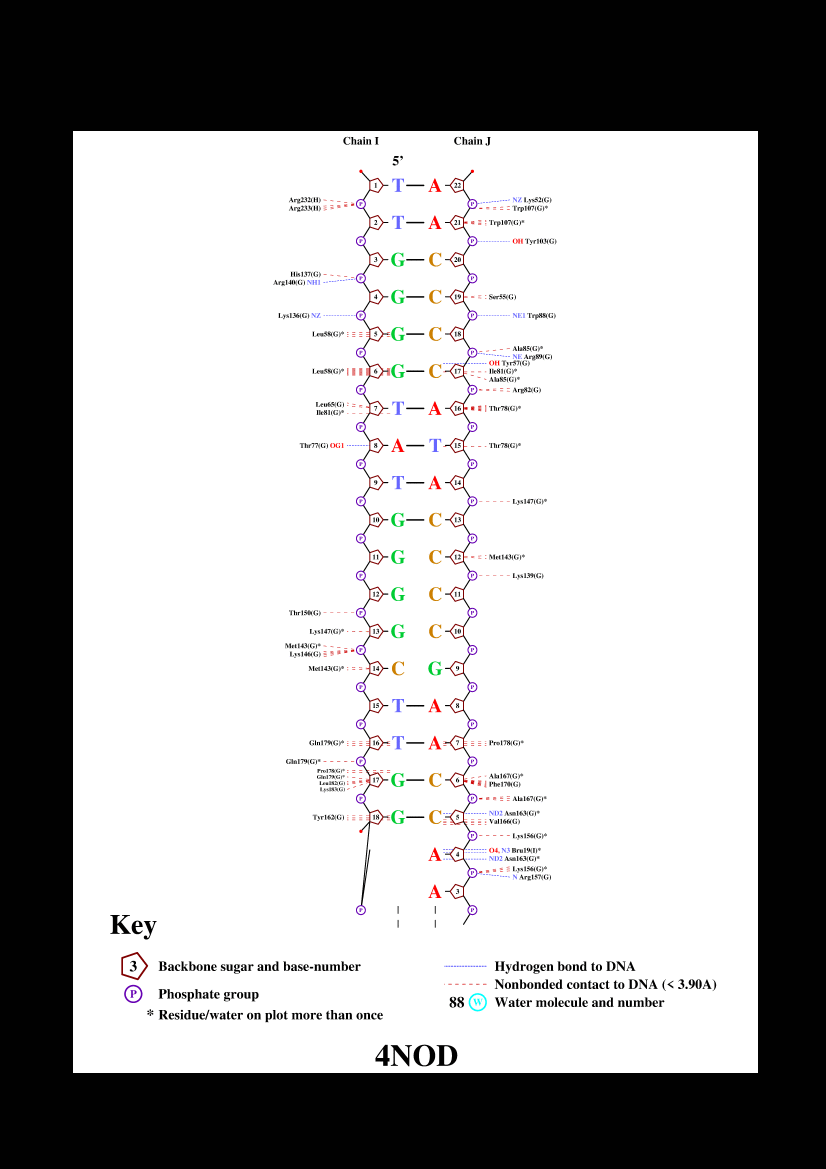 Chain I Chain J
5'
1 T A 22
Arg232(H) P P NZ Lys52(G)
Arg233(H) Trp107(G)*
2 T A 21 Trp107(G)*
P P OH Tyr103(G)
3 G C 20
His137(G) P P
Arg140(G) NH1
4 G C 19 Ser55(G)
Lys136(G) NZ P P NE1 Trp88(G)
Leu58(G)* 5 G C 18
P P Ala85(G)*
NE Arg89(G)
OH Tyr57(G)
Leu58(G)* 6 G C 17 Ile81(G)*
Ala85(G)*
P P Arg82(G)
Leu65(G) 7 T A 16 Thr78(G)*
Ile81(G)*
P P
Thr77(G) OG1 8 A T 15 Thr78(G)*
P P
9 T A 14
P P Lys147(G)*
10 G C 13
P P
11 G C 12 Met143(G)*
P P Lys139(G)
12 G C 11
Thr150(G) P P
Lys147(G)* 13 G C 10
Met143(G)* P P
Lys146(G)
Met143(G)* 14 C G 9
P P
15 T A 8
P P
Gln179(G)* 16 T A 7 Pro178(G)*
Gln179(G)* P P
Pro178(G)*
Gln179(G)* 17 G C 6 Ala167(G)*
Leu182(G) Phe170(G)
Lys183(G)
P P Ala167(G)*
ND2 Asn163(G)*
Tyr162(G) 18 G C 5 Val166(G)
P Lys156(G)*
A 4 O4, N3 Bru19(I)*
ND2 Asn163(G)*
P Lys156(G)*
N Arg157(G)
A 3
P P
Key
3 Backbone sugar and base-number
P Phosphate group
* Residue/water on plot more than once
Hydrogen bond to DNA
Nonbonded contact to DNA (< 3.90A)
88 W Water molecule and number
4NOD